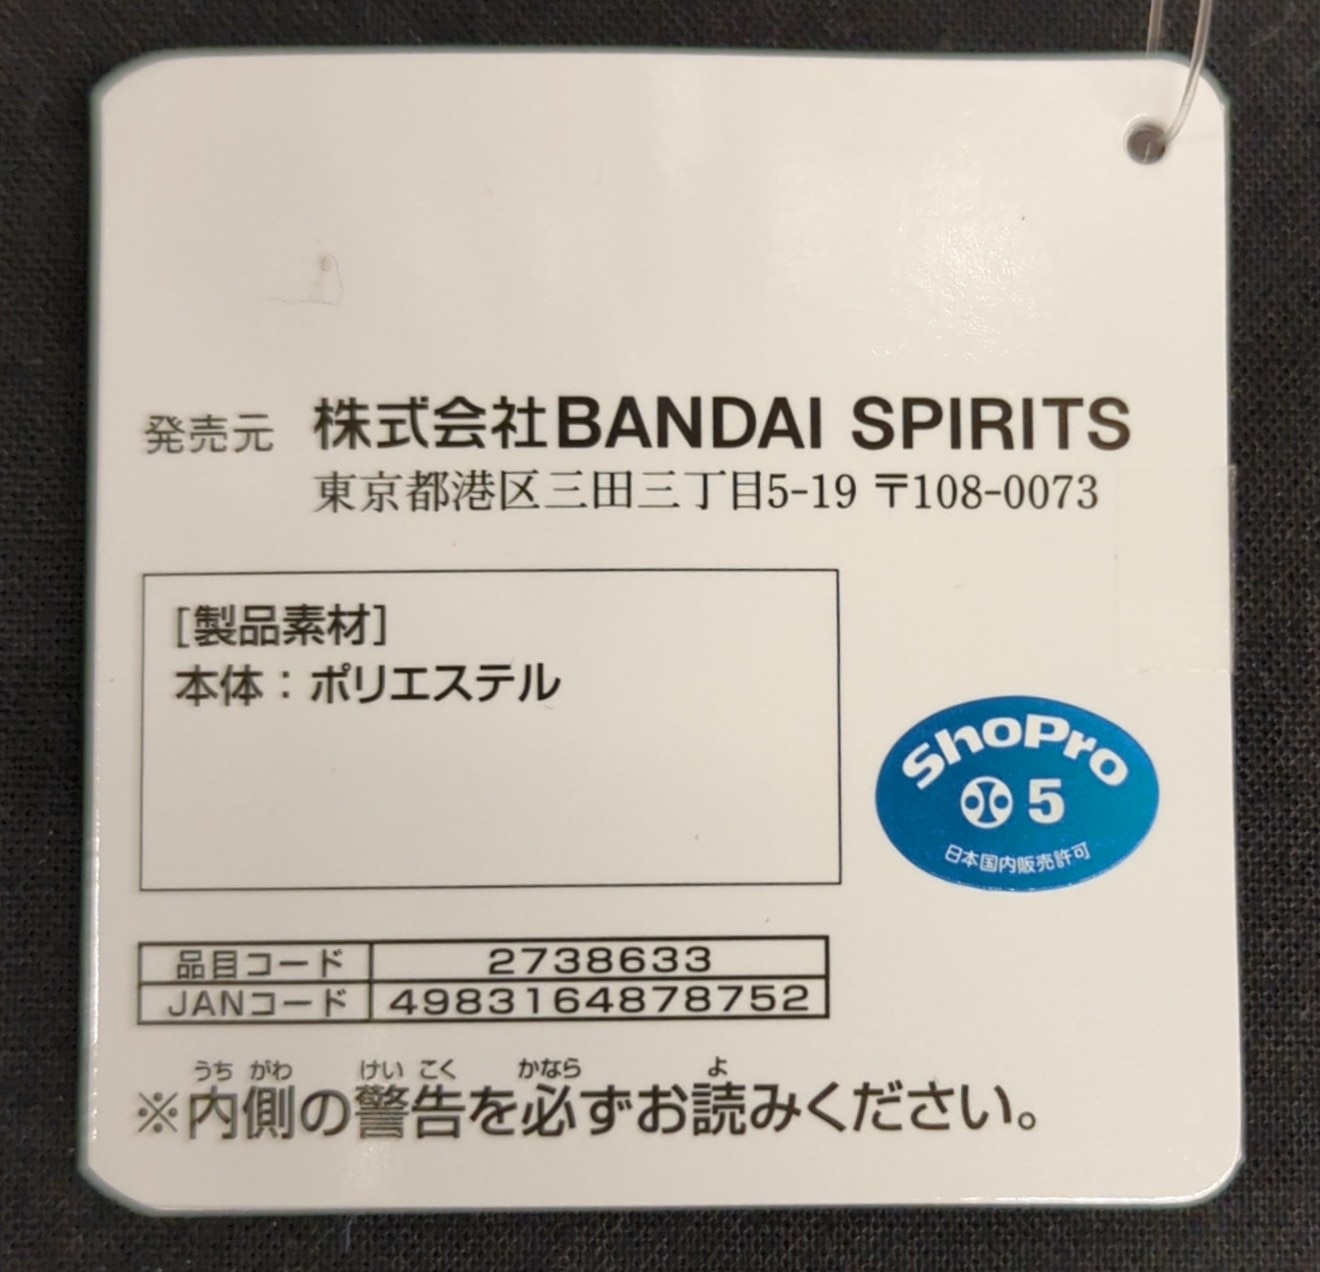 発売元 株式会社BANDAI SPIRITS
東京都港区三田三丁目5-19 〒108-0073
[製品素材]
本体：ポリエステル
ShoPro
5
日本国内販売許可
品目コード 2738633
JANコード 4983164878752
うち がわ けい こく かなら よ
※内側の警告を必ずお読みください。